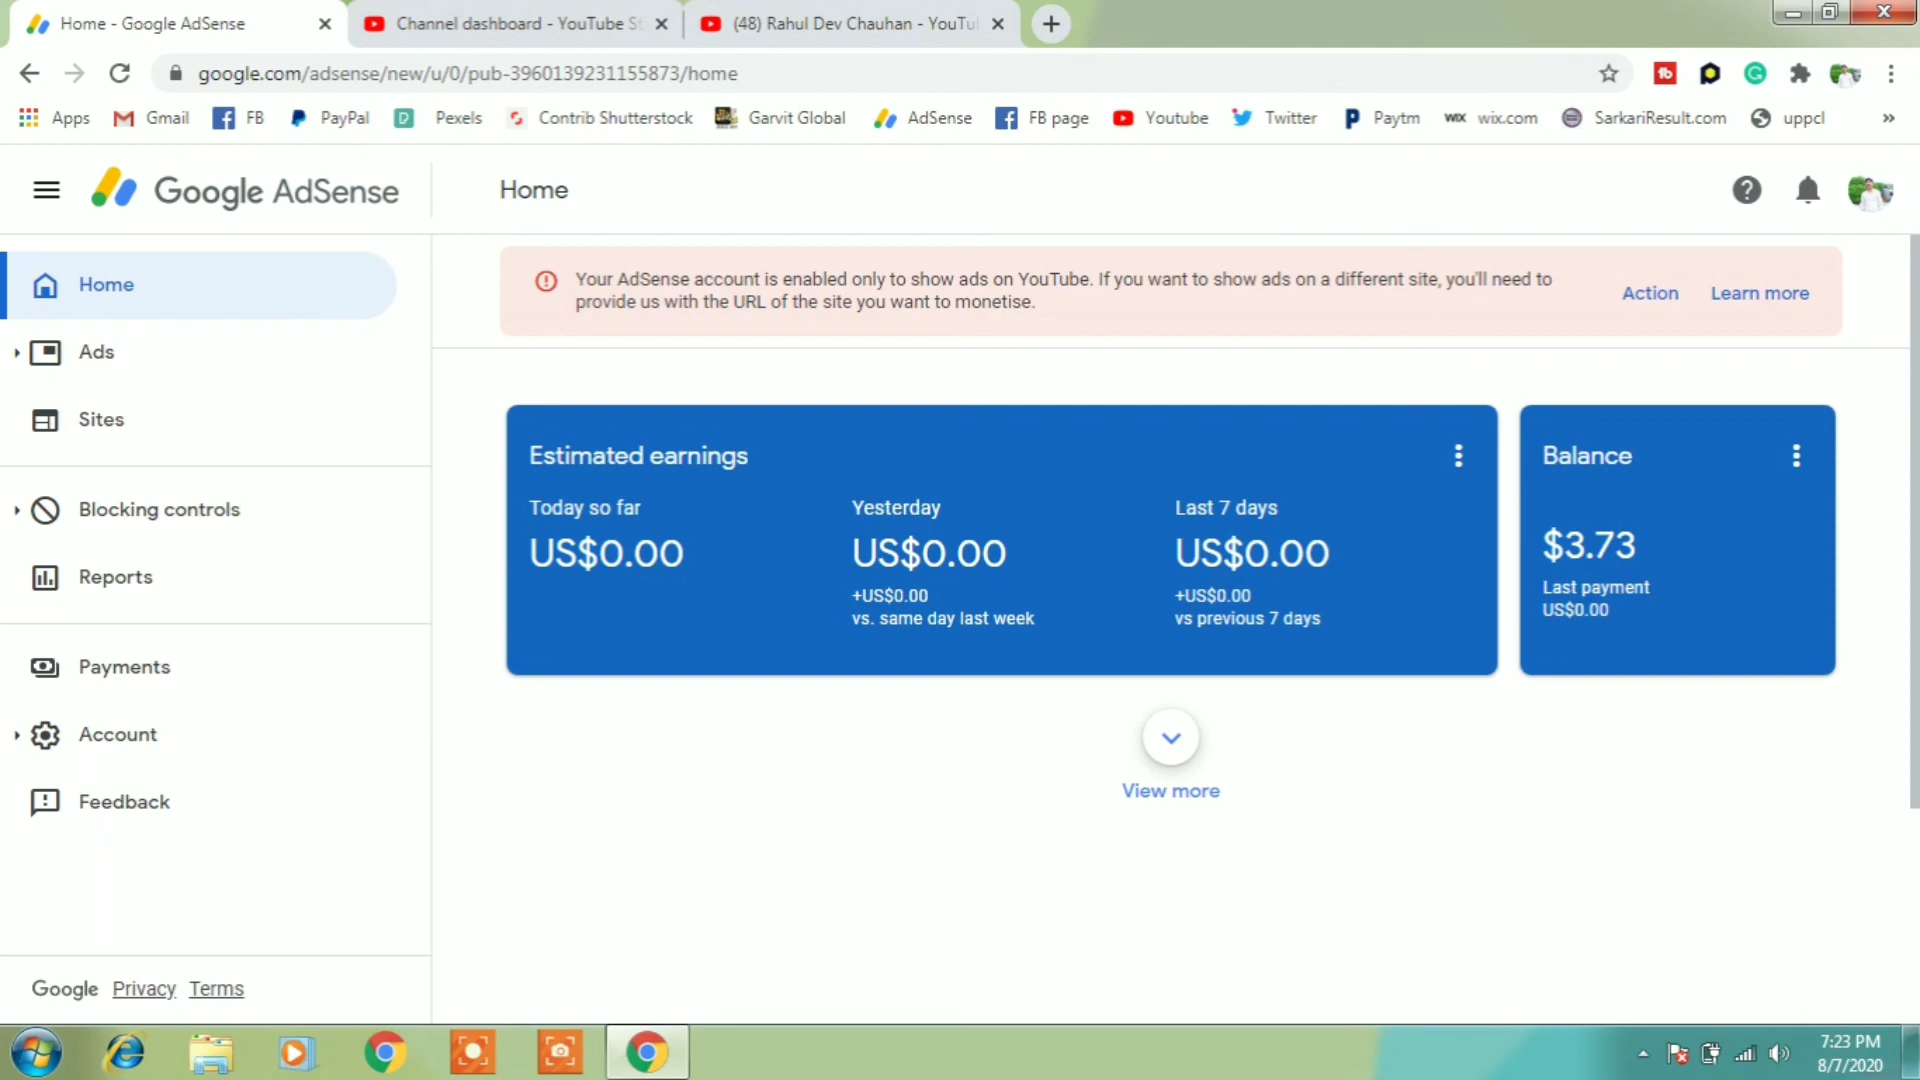 Home - Google AdSense
Channel dashboard - YouTube St
(48) Rahul Dev Chauhan - YouTu
google.com/adsense/new/u/0/pub-3960139231155873/home
Apps
Gmail
FB
PayPal
Pexels
Contrib Shutterstock
Garvit Global
AdSense
FB page
Youtube
Twitter
Paytm
wix.com
SarkariResult.com
uppcl
Google AdSense
Home
Home
Ads
Sites
Blocking controls
Reports
Payments
Account
Feedback
Google Privacy Terms
Your AdSense account is enabled only to show ads on YouTube. If you want to show ads on a different site, you'll need to
provide us with the URL of the site you want to monetise.
Action
Learn more
Estimated earnings
Today so far
US$0.00
Yesterday
US$0.00
+US$0.00
vs. same day last week
Last 7 days
US$0.00
+US$0.00
vs previous 7 days
Balance
$3.73
Last payment
US$0.00
View more
7:23 PM
8/7/2020